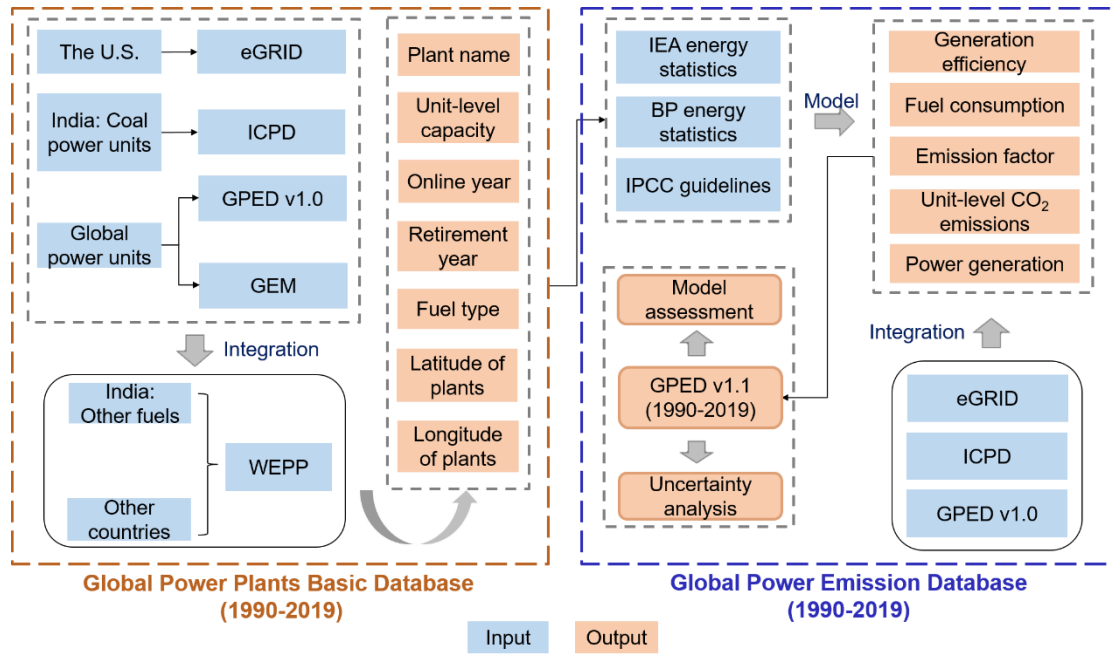 The U.S.
eGRID
India: Coal
power units
ICPD
Global
power units
GPED v1.0
GEM
Integration
India:
Other fuels
Other
countries
WEPP
Plant name
Unit-level
capacity
Online year
Retirement
year
Fuel type
Latitude of
plants
Longitude
of plants
Global Power Plants Basic Database
(1990-2019)
IEA energy
statistics
BP energy
statistics
IPCC guidelines
Model
Generation
efficiency
Fuel consumption
Emission factor
Unit-level CO₂
emissions
Power generation
Model
assessment
GPED v1.1
(1990-2019)
Uncertainty
analysis
Integration
eGRID
ICPD
GPED v1.0
Global Power Emission Database
(1990-2019)
Input
Output